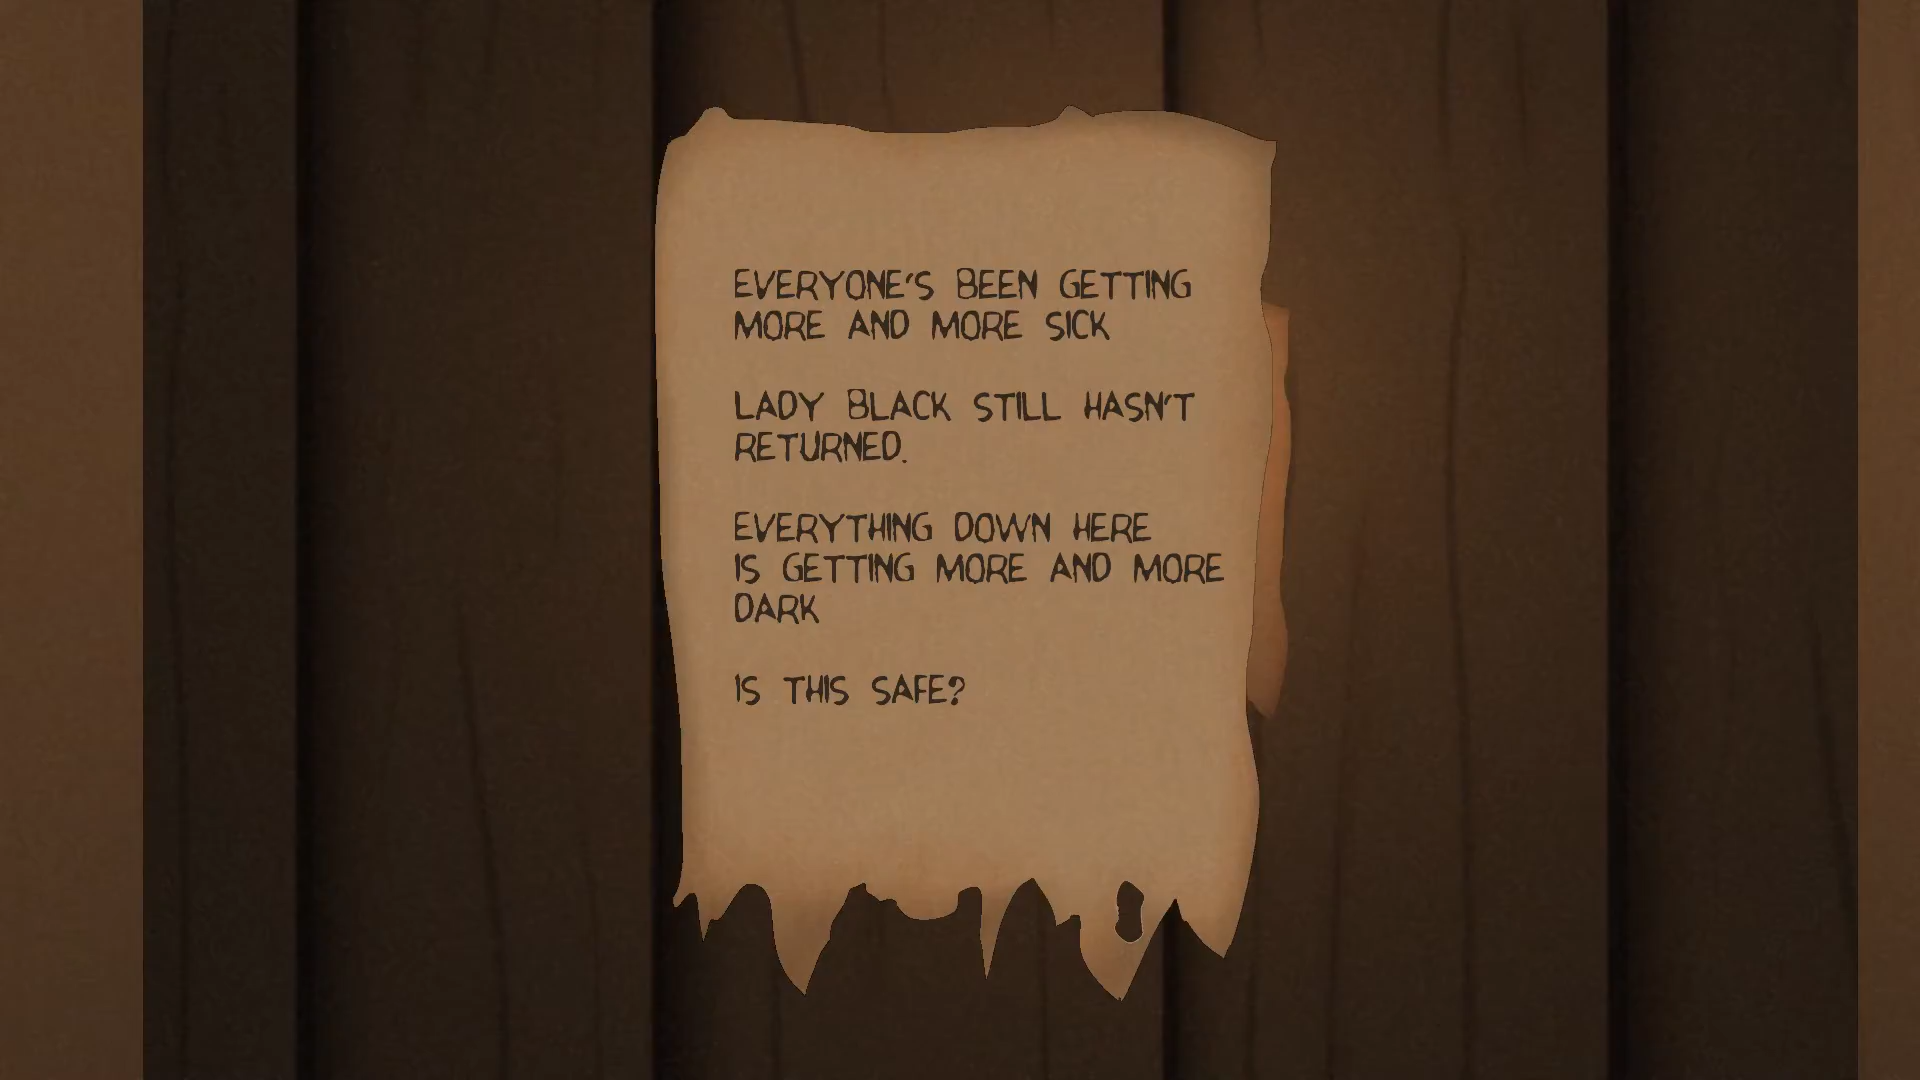 EVERYONE'S BEEN GETTING
MORE AND MORE SICK
LADY BLACK STILL HASN'T
RETURNED.
EVERYTHING DOWN HERE
IS GETTING MORE AND MORE
DARK
IS THIS SAFE?